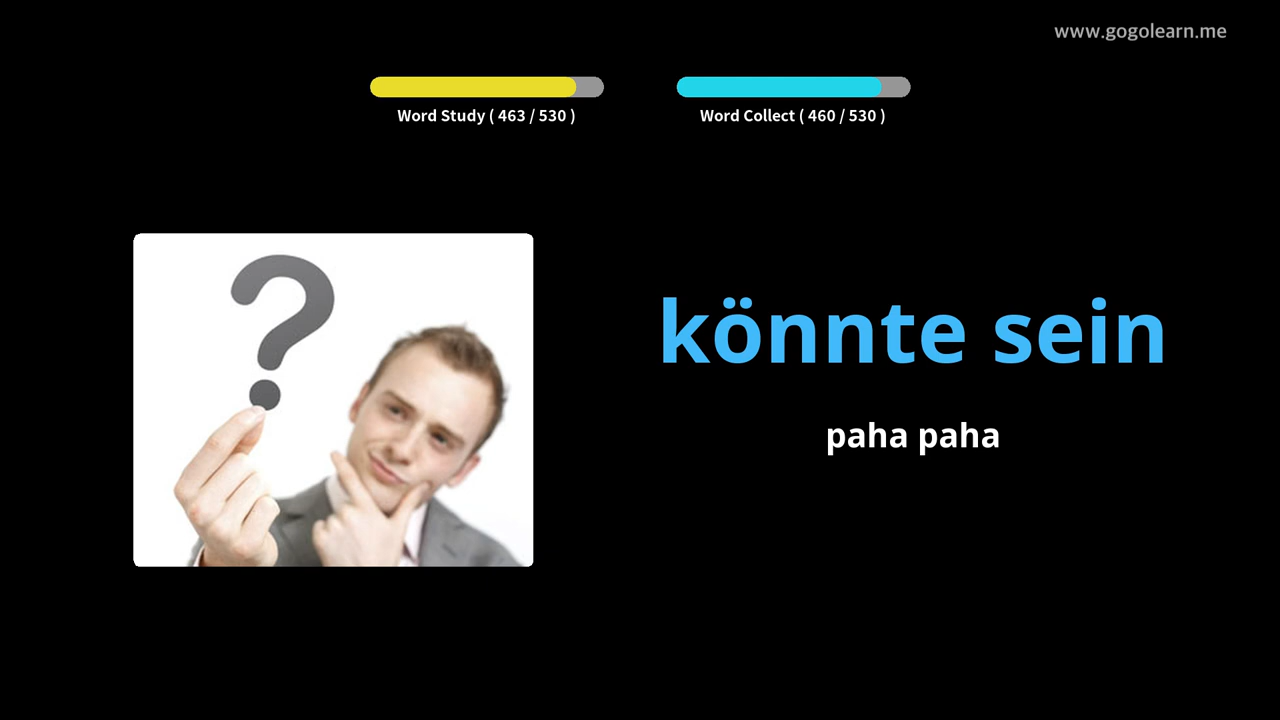 www.gogolearn.me
Word Study ( 463 / 530 )
Word Collect ( 460 / 530 )
könnte sein
paha paha